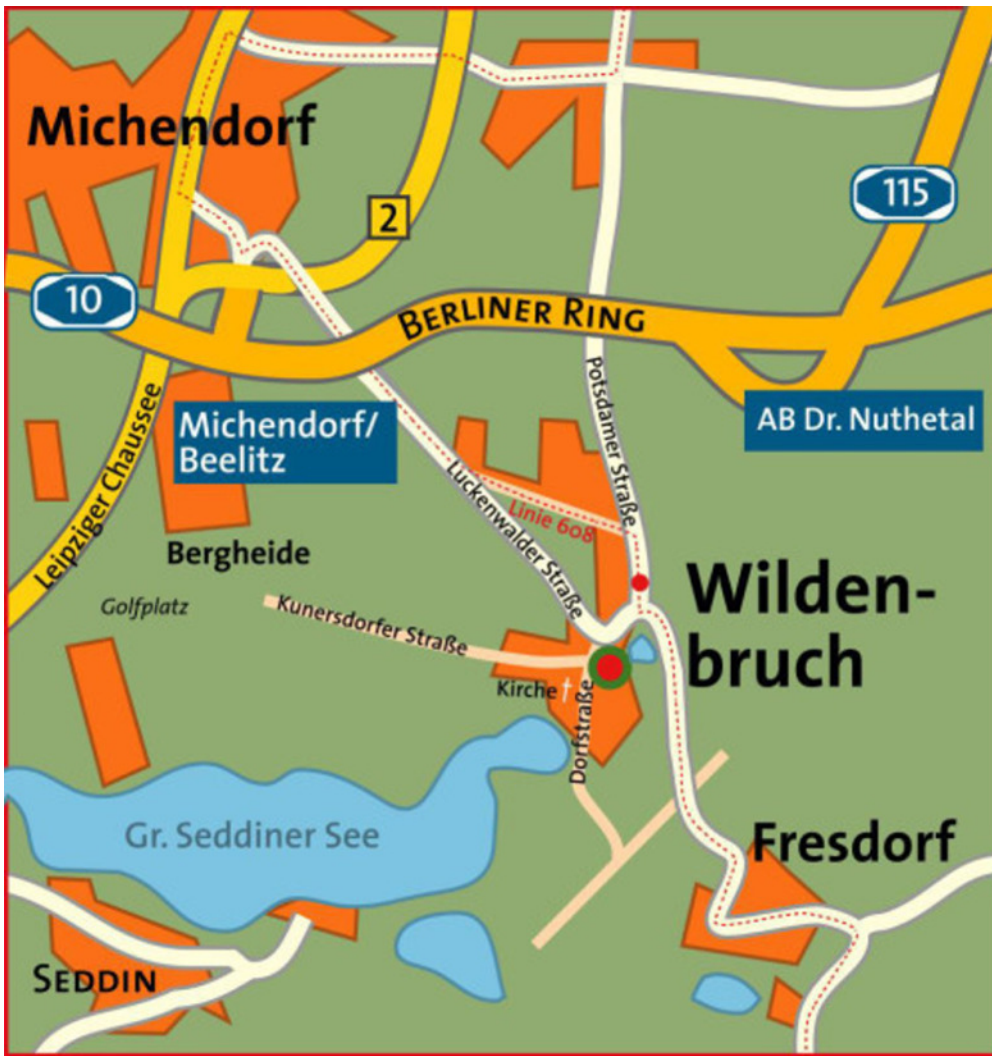 Michendorf
2
115
10
BERLINER RING
Potsdamer Straße
Leipziger Chaussee
Michendorf/
Beelitz
AB Dr. Nuthetal
Luckenwalder Straße
Linie 608
Bergheide
Golfplatz
Kunersdorfer Straße
Wilden-
bruch
Kirche
Dorfstraße
Gr. Seddiner See
Fresdorf
SEDDIN